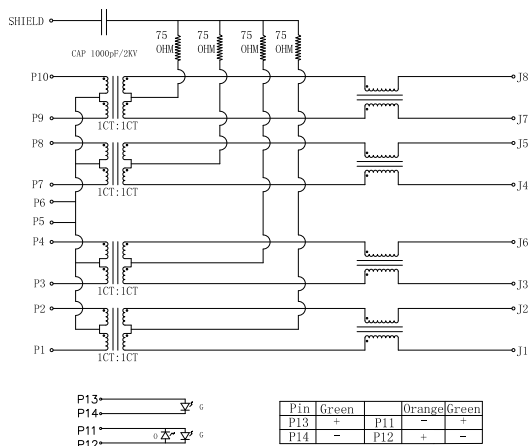 SHIELD
CAP 1000pF/2KV
75 OHM
75 OHM
75 OHM
75 OHM
P10
J8
P9
J7
1CT:1CT
P8
J5
P7
J4
1CT:1CT
P6
P5
P4
J6
P3
J3
1CT:1CT
P2
J2
P1
J1
1CT:1CT
P13
G
P14
P11
O G
P12
Pin Green Orange Green
P13 + P11 - +
P14 - P12 + -